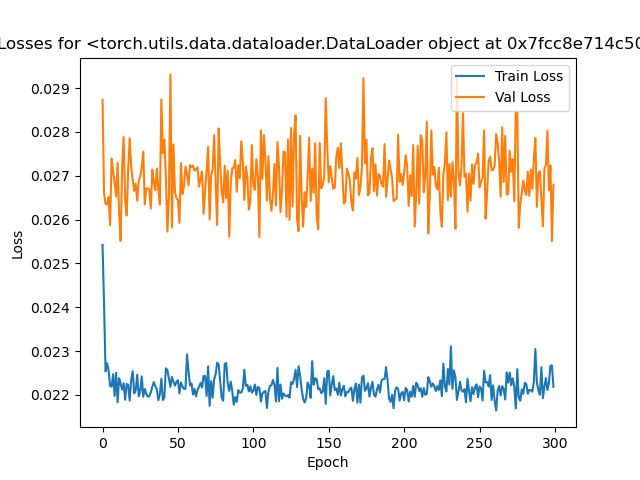 Losses for <torch.utils.data.dataloader.DataLoader object at 0x7fcc8e714c50
Train Loss
Val Loss
0.029
0.028
0.027
0.026
0.025
0.024
0.023
0.022
Loss
0 50 100 150 200 250 300
Epoch